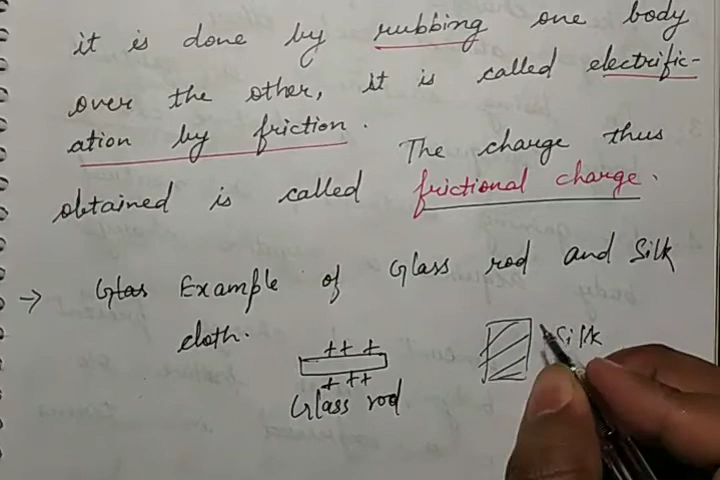 it is done by rubbing one body
over the other, it is called electrific-
ation by friction. The charge thus
obtained is called frictional charge.
→ Glas Example of Glass rod and Silk
cloth.
++ +
+ ++
Glass rod
Silk